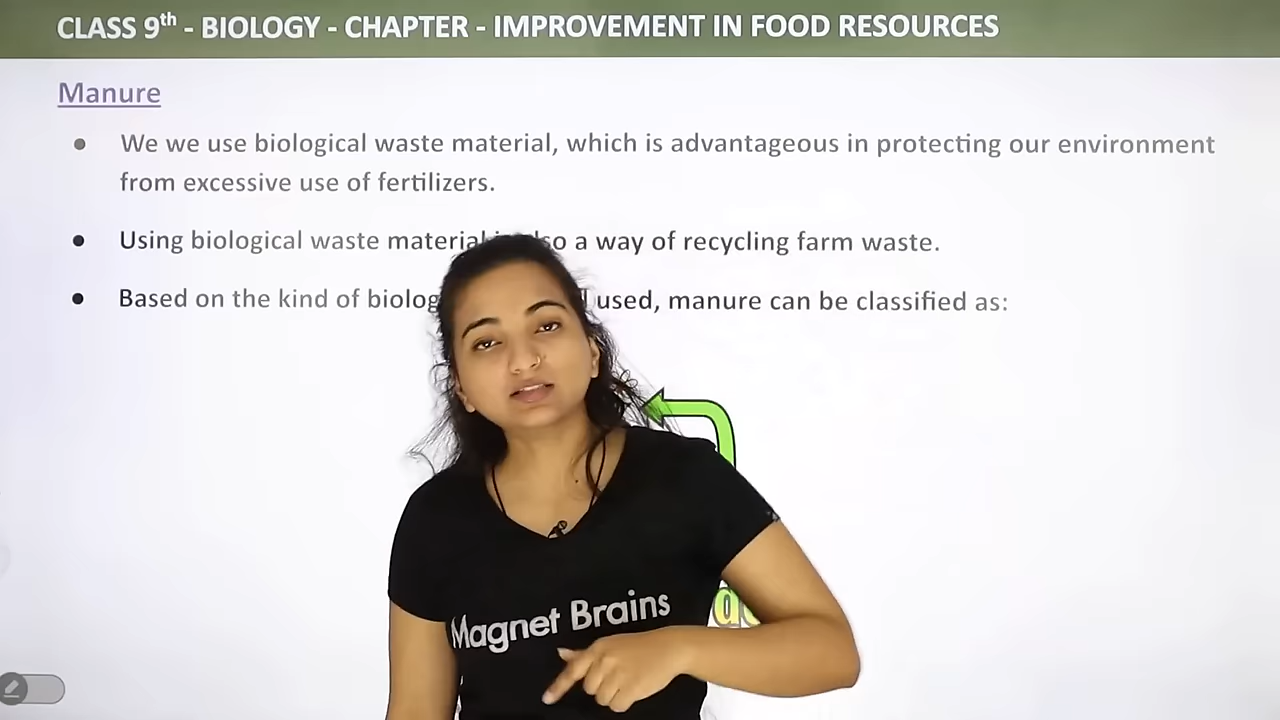 CLASS 9th - BIOLOGY - CHAPTER - IMPROVEMENT IN FOOD RESOURCES
Manure
• We we use biological waste material, which is advantageous in protecting our environment
from excessive use of fertilizers.
• Using biological waste material also a way of recycling farm waste.
• Based on the kind of used, manure can be classified as:
Magnet Brains